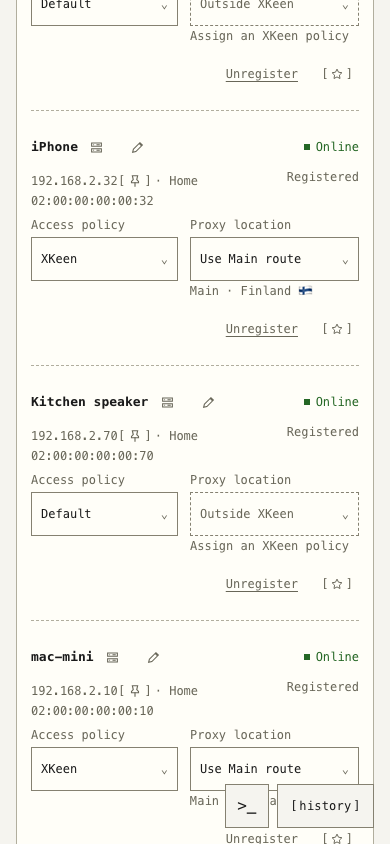 Default Outside XKeen
Assign an XKeen policy
Unregister [☆]
iPhone Online
192.168.2.32[ ]· Home Registered
02:00:00:00:00:32
Access policy Proxy location
XKeen Use Main route
Main · Finland 🇫🇮
Unregister [☆]
Kitchen speaker Online
192.168.2.70[ ]· Home Registered
02:00:00:00:00:70
Access policy Proxy location
Default Outside XKeen
Assign an XKeen policy
Unregister [☆]
mac-mini Online
192.168.2.10[ ]· Home Registered
02:00:00:00:00:10
Access policy Proxy location
XKeen Use Main route
Main
>_ [history]
Unregister [☆]